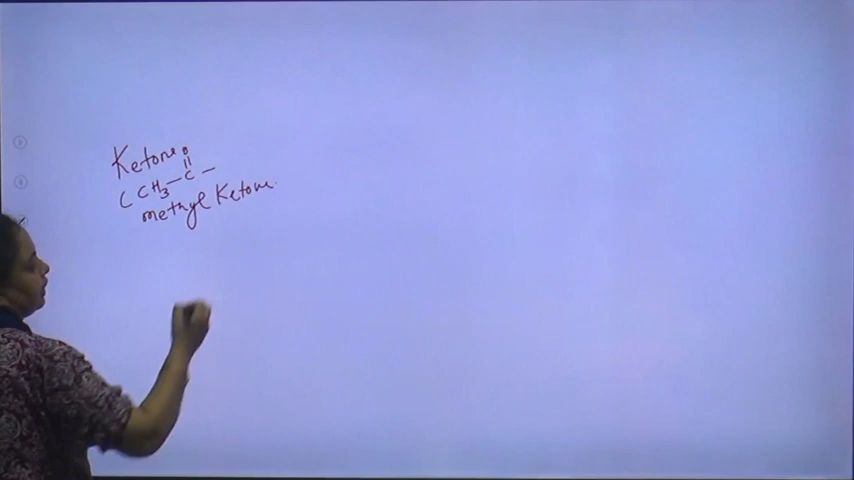 Ketone O
||
( CH3 — C —
methyl Ketone.